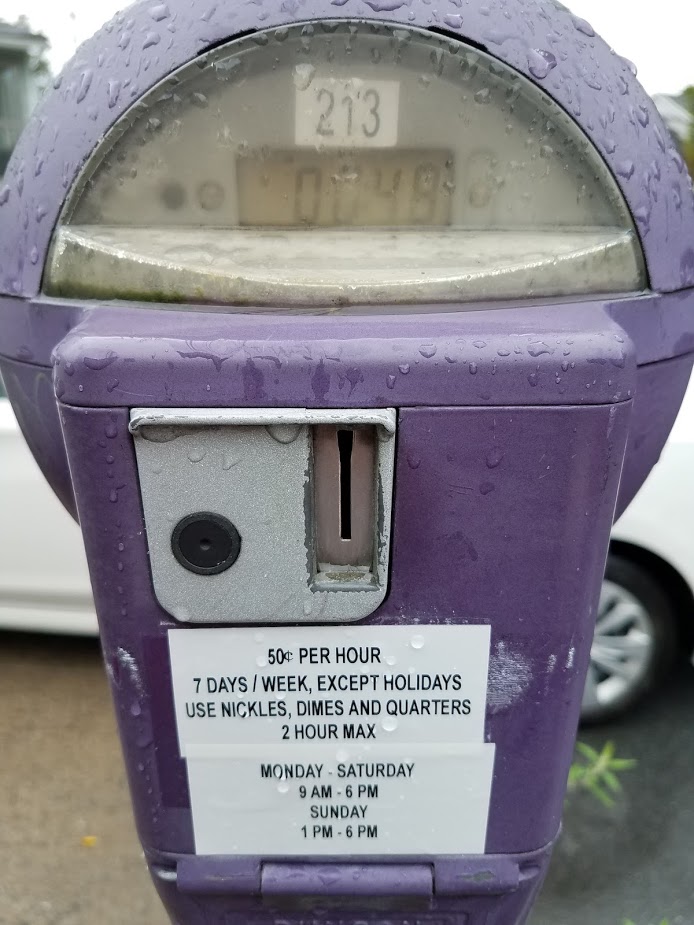 213
0:48
50¢ PER HOUR
7 DAYS / WEEK, EXCEPT HOLIDAYS
USE NICKLES, DIMES AND QUARTERS
2 HOUR MAX
MONDAY - SATURDAY
9 AM - 6 PM
SUNDAY
1 PM - 6 PM